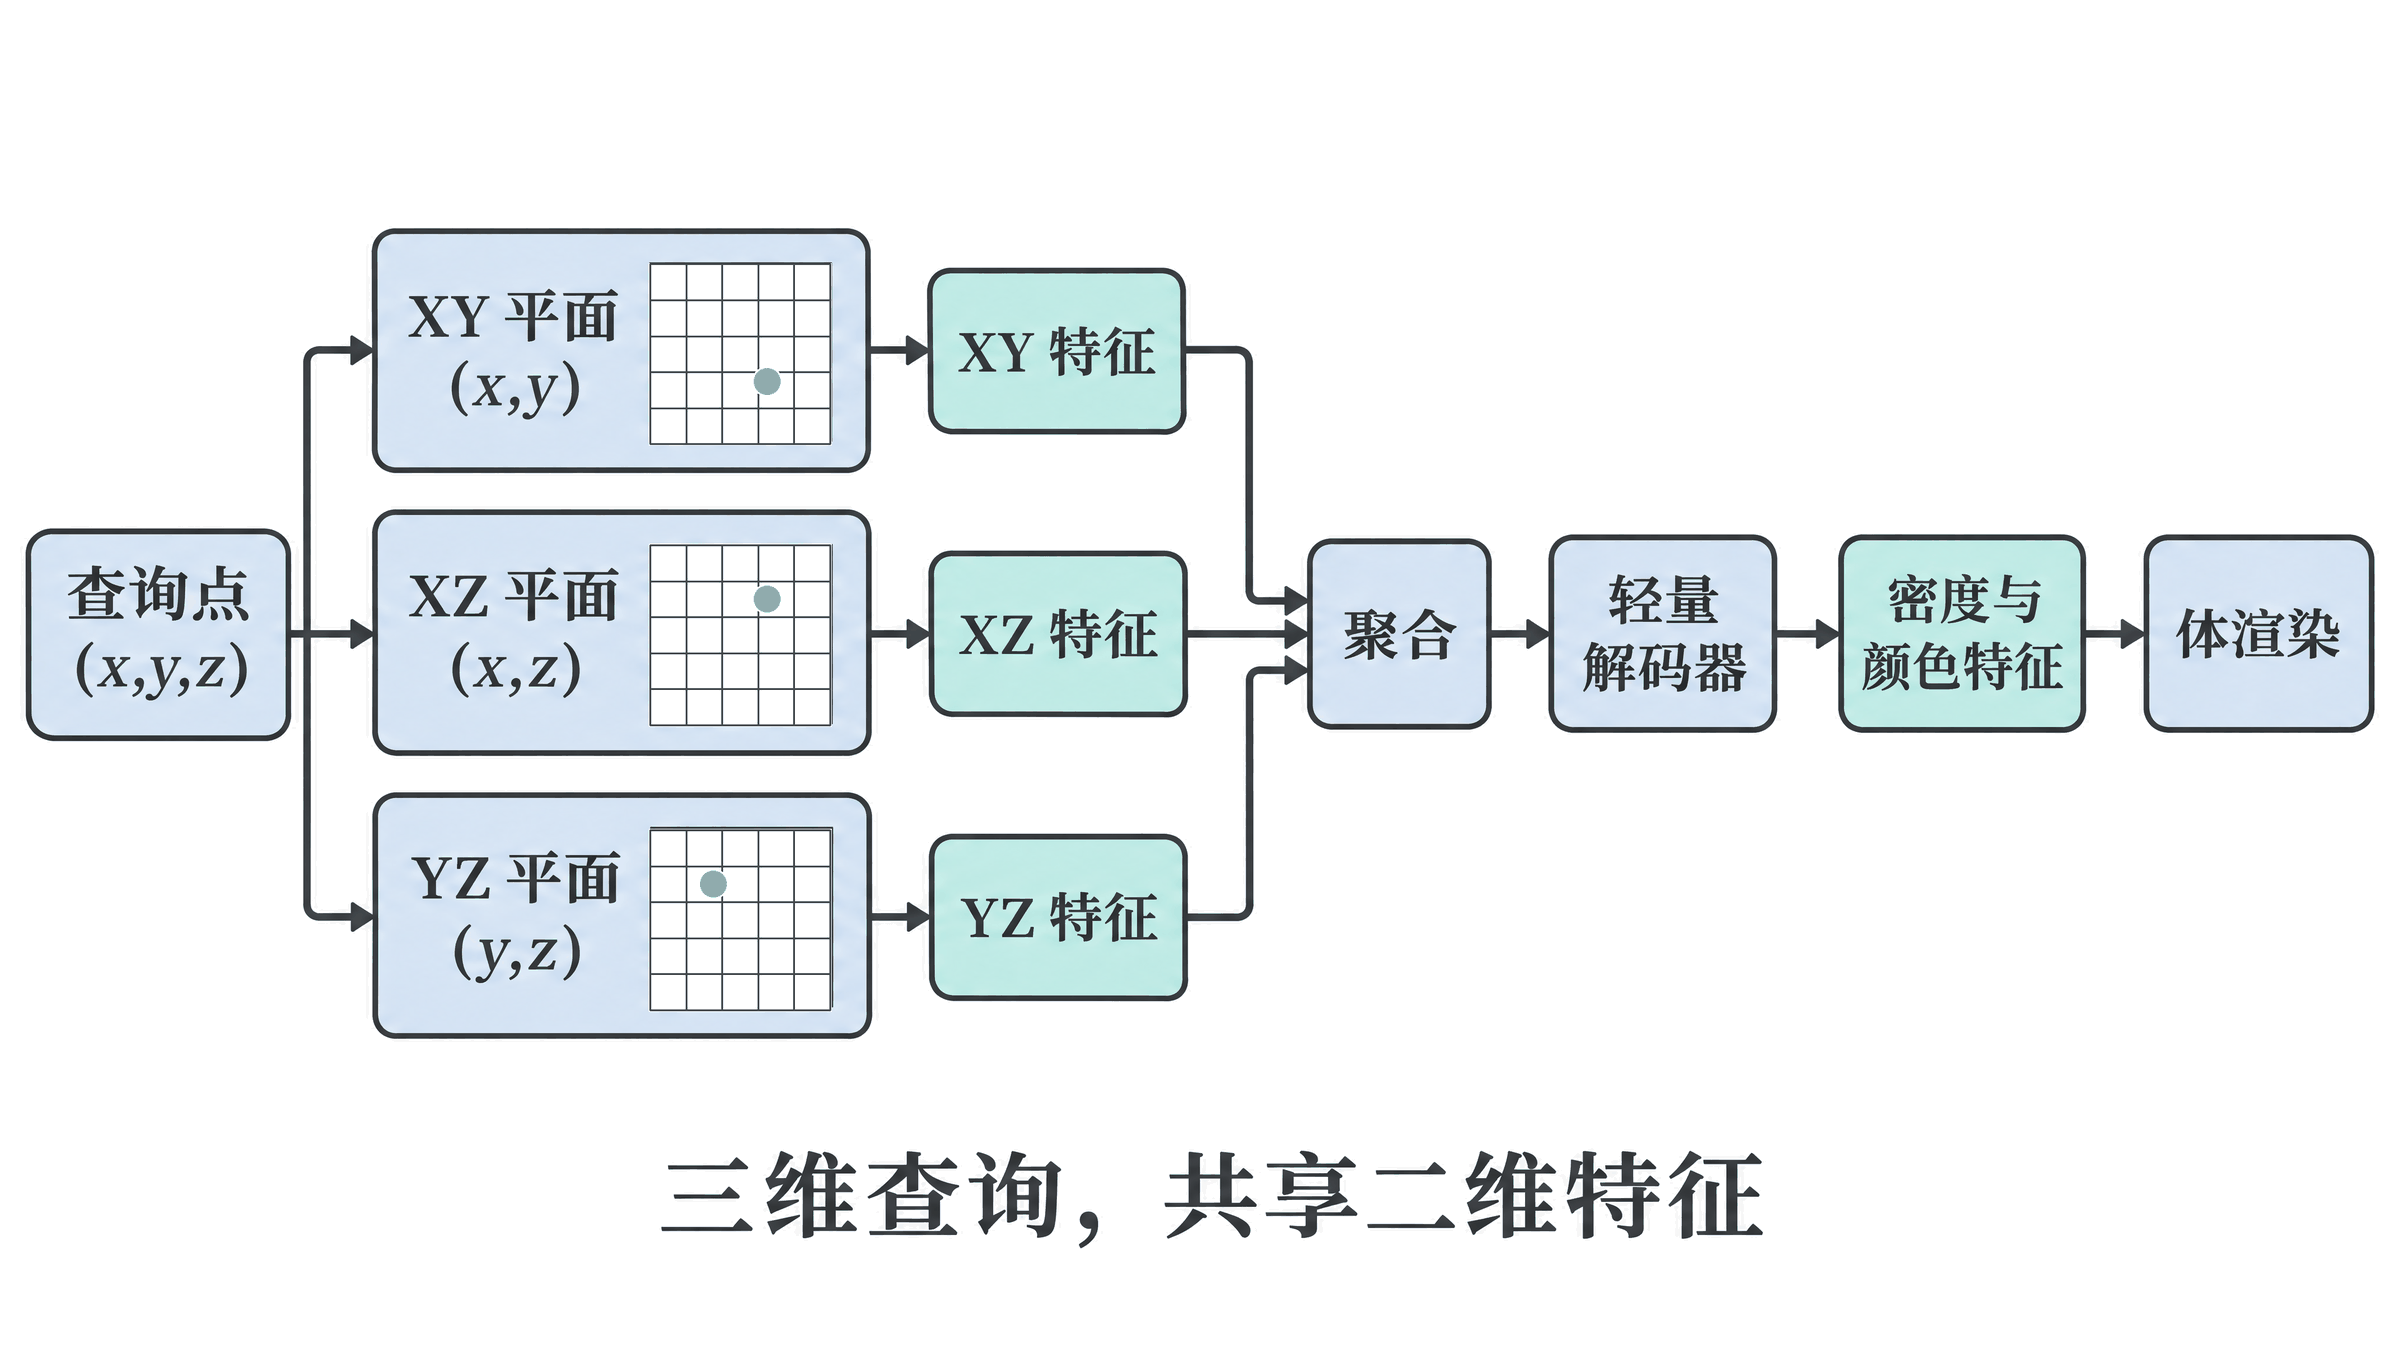 查询点
(x,y,z)
XY 平面
(x,y)
XZ 平面
(x,z)
YZ 平面
(y,z)
XY 特征
XZ 特征
YZ 特征
聚合
轻量
解码器
密度与
颜色特征
体渲染
三维查询，共享二维特征